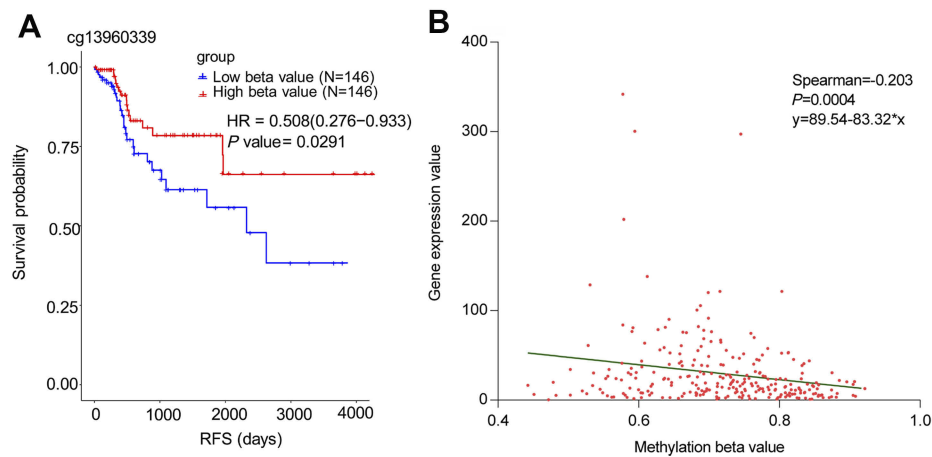 A
cg13960339
group
Low beta value (N=146)
High beta value (N=146)
HR = 0.508(0.276−0.933)
P value= 0.0291
1.00
0.75
0.50
0.25
0.00
Survival probability
0 1000 2000 3000 4000
RFS (days)
B
Spearman=-0.203
P=0.0004
y=89.54-83.32*x
400
300
200
100
0
Gene expression value
0.4 0.6 0.8 1.0
Methylation beta value